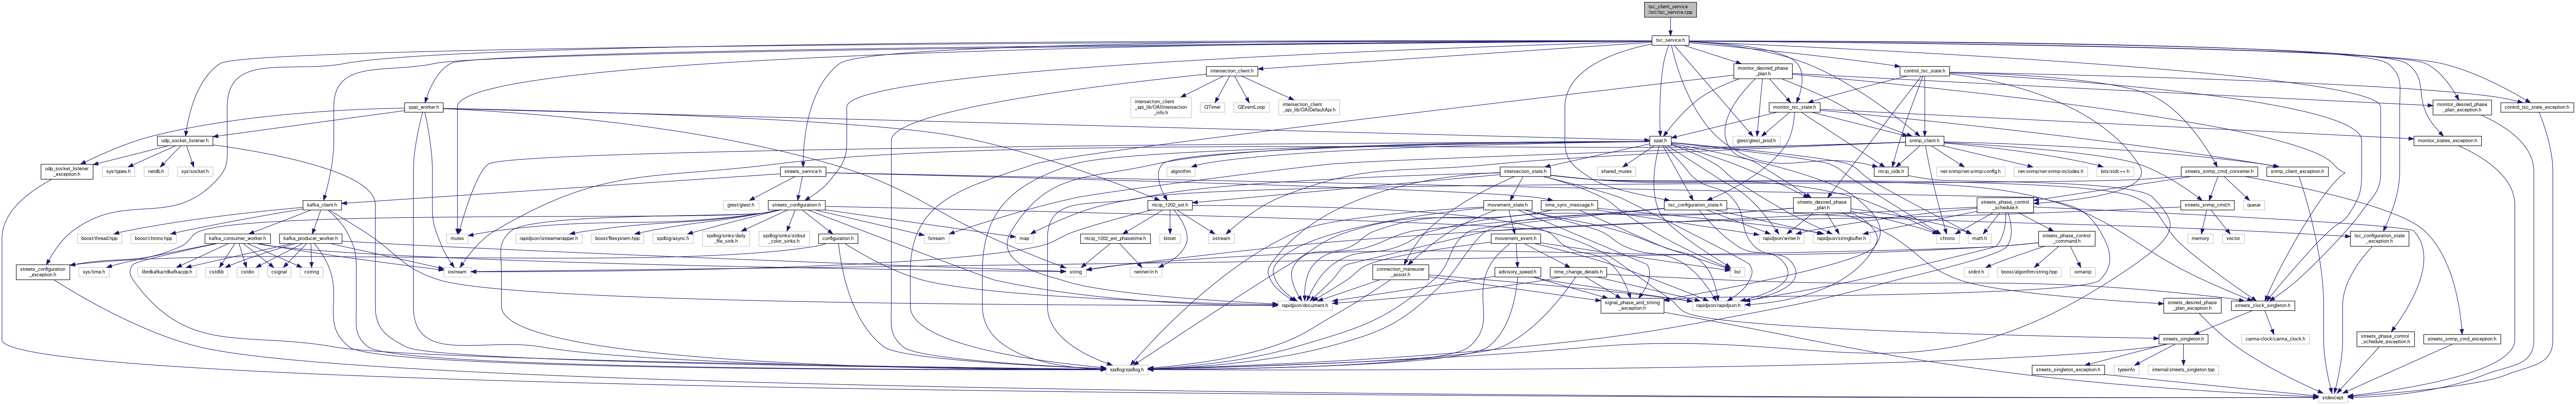 tsc_client_service
/src/tsc_service.cpp
tsc_service.h
intersection_client.h
monitor_desired_phase
_plan.h
control_tsc_state.h
spat_worker.h
intersection_client
_api_lib/OAIIntersection
_info.h
QTimer
QEventLoop
intersection_client
_api_lib/OAIDefaultApi.h
monitor_tsc_state.h
monitor_desired_phase
_plan_exception.h
control_tsc_state_exception.h
udp_socket_listener.h
spat.h
gtest/gtest_prod.h
snmp_client.h
monitor_states_exception.h
udp_socket_listener
_exception.h
sys/types.h
netdb.h
sys/socket.h
streets_service.h
algorithm
intersection_state.h
shared_mutex
ntcip_oids.h
net-snmp/net-snmp-config.h
net-snmp/net-snmp-includes.h
bits/stdc++.h
streets_snmp_cmd_converter.h
snmp_client_exception.h
kafka_client.h
gtest/gtest.h
streets_configuration.h
ntcip_1202_ext.h
movement_state.h
time_sync_message.h
tsc_configuration_state.h
streets_desired_phase
_plan.h
streets_phase_control
_schedule.h
streets_snmp_cmd.h
queue
boost/thread.hpp
boost/chrono.hpp
kafka_consumer_worker.h
kafka_producer_worker.h
mutex
rapidjson/istreamwrapper.h
boost/filesystem.hpp
spdlog/async.h
spdlog/sinks/daily
_file_sink.h
spdlog/sinks/stdout
_color_sinks.h
configuration.h
fstream
map
ntcip_1202_ext_phasetime.h
bitset
sstream
movement_event.h
rapidjson/writer.h
rapidjson/stringbuffer.h
chrono
math.h
streets_phase_control
_command.h
memory
vector
tsc_configuration_state
_exception.h
streets_configuration
_exception.h
sys/time.h
librdkafka/rdkafkacpp.h
csrdlib
csrdio
csignal
cstring
iostream
string
netinet/in.h
connection_maneuver
_assist.h
advisory_speed.h
time_change_details.h
list
stdint.h
boost/algorithm/string.hpp
iomanip
rapidjson/document.h
signal_phase_and_timing
_exception.h
rapidjson/rapidjson.h
streets_desired_phase
_plan_exception.h
streets_clock_singleton.h
streets_singleton.h
carma-clock/carma_clock.h
streets_phase_control
_schedule_exception.h
streets_snmp_cmd_exception.h
spdlog/spdlog.h
streets_singleton_exception.h
typeinfo
internal/streets_singleton.tpp
stdexcept